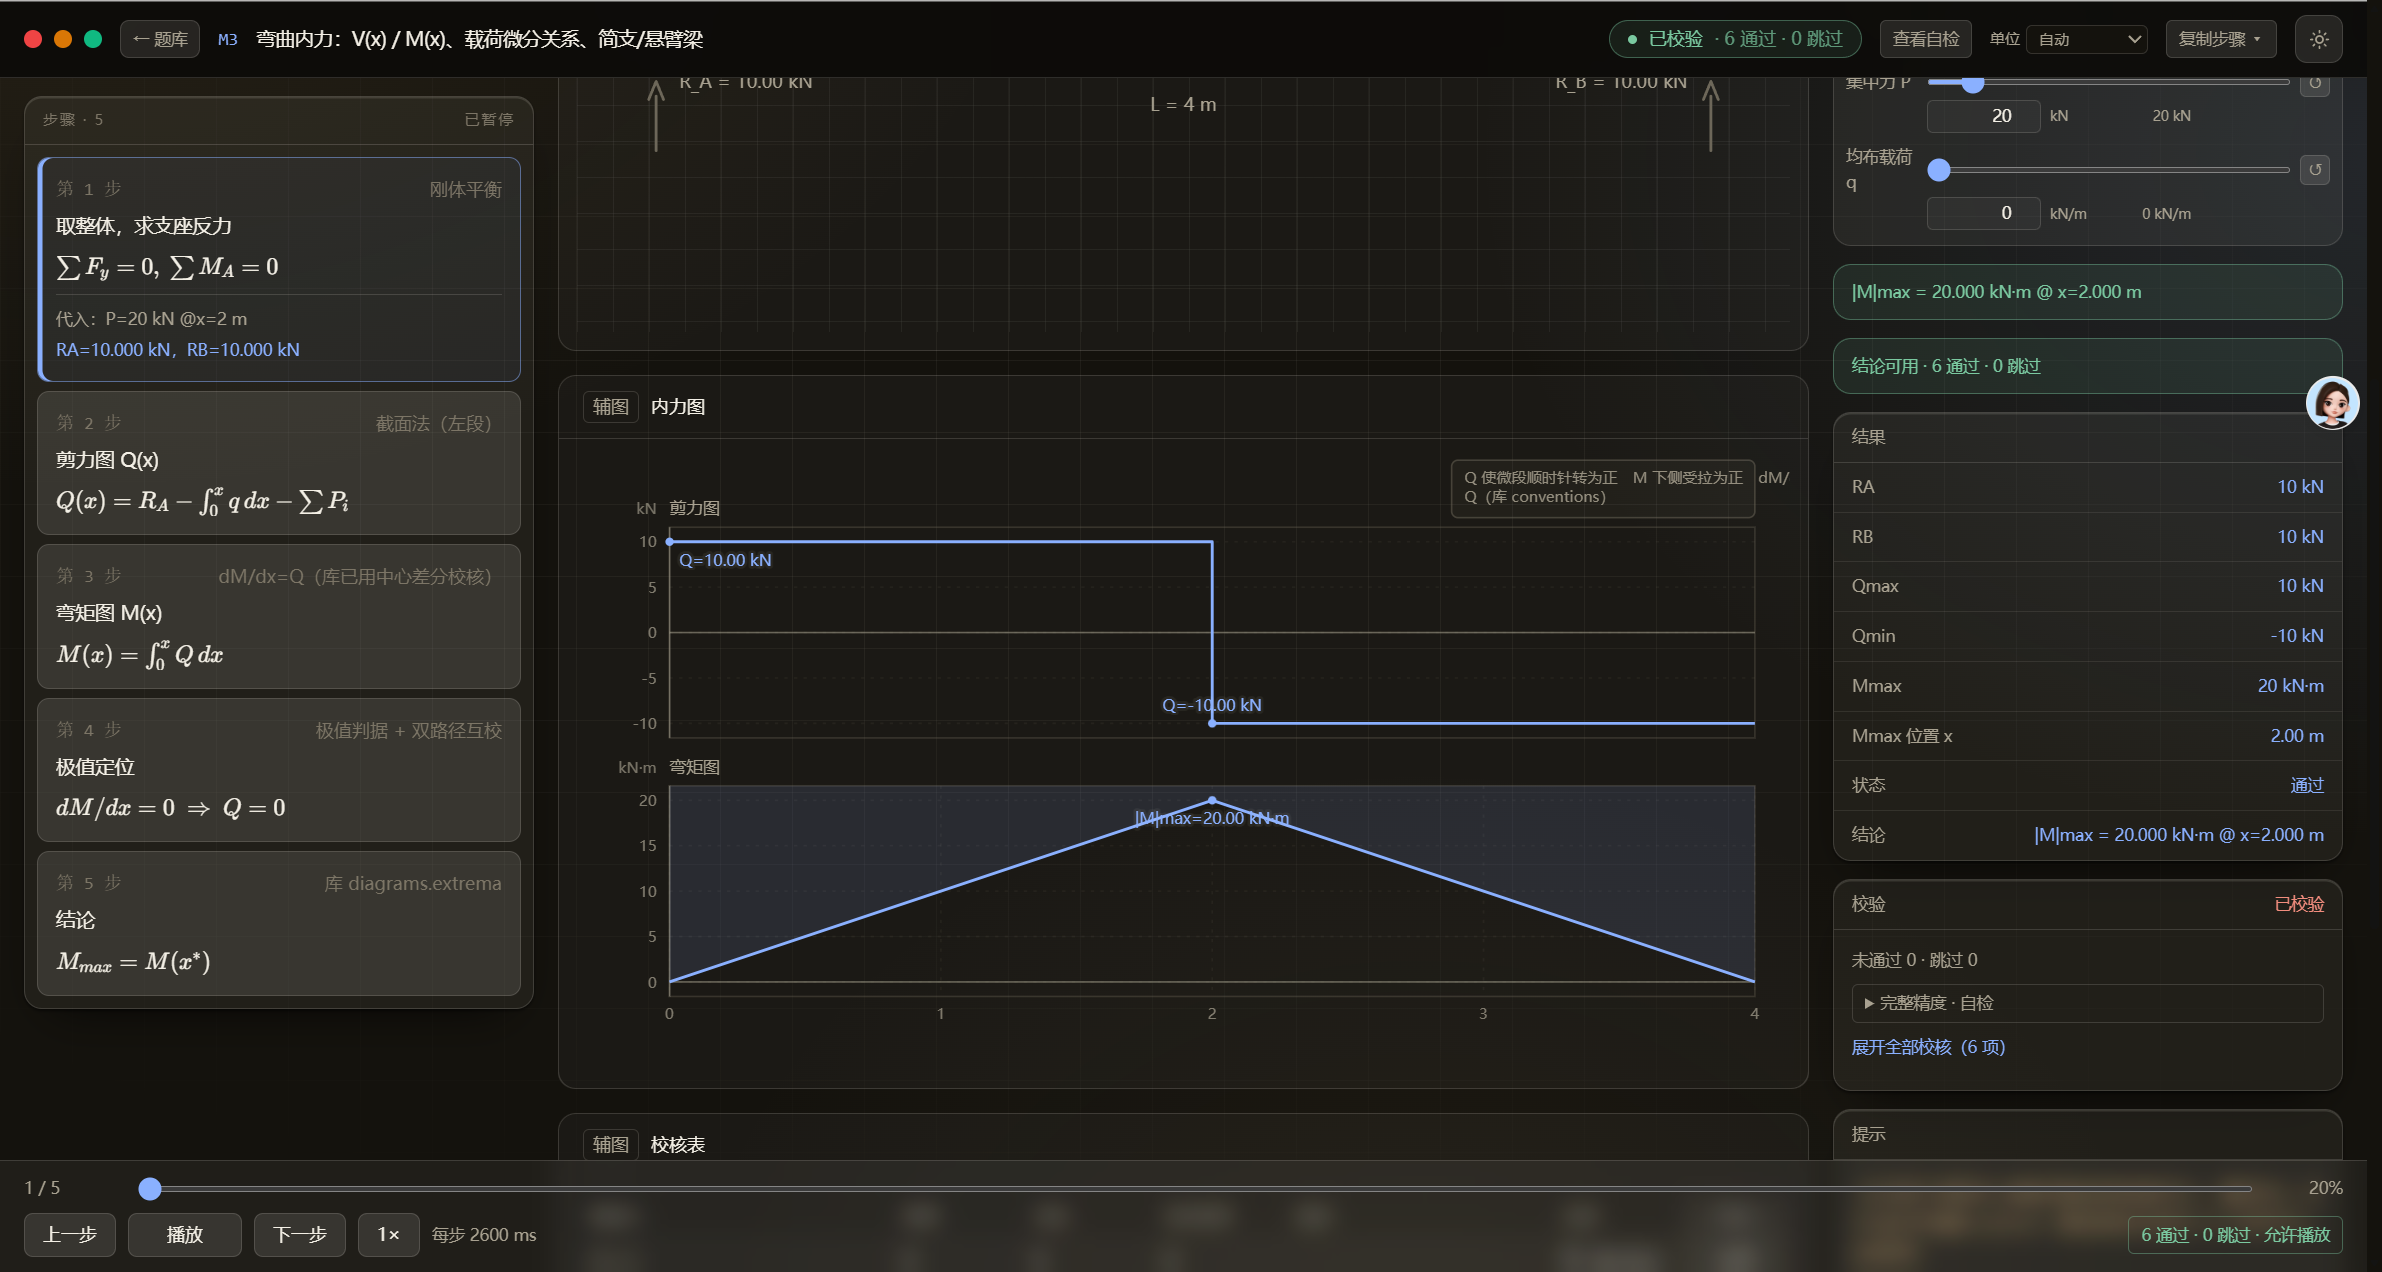 ← 题库
M3
弯曲内力：V(x) / M(x)、载荷微分关系、简支/悬臂梁
已校验 · 6 通过 · 0 跳过
查看自检
单位
自动
复制步骤
步骤 · 5
已暂停
第 1 步
刚体平衡
取整体，求支座反力
∑ F_y = 0, ∑ M_A = 0
代入：P=20 kN @x=2 m
RA=10.000 kN，RB=10.000 kN
第 2 步
截面法（左段）
剪力图 Q(x)
Q(x) = R_A − ∫_0^x q dx − ∑ P_i
第 3 步
dM/dx=Q（库已用中心差分校核）
弯矩图 M(x)
M(x) = ∫_0^x Q dx
第 4 步
极值判据 + 双路径互校
极值定位
dM/dx = 0 ⇒ Q = 0
第 5 步
库 diagrams.extrema
结论
M_max = M(x*)
R_A = 10.00 kN
L = 4 m
R_B = 10.00 kN
辅图
内力图
Q 使微段顺时针转为正 M 下侧受拉为正 dM/
Q（库 conventions）
kN 剪力图
10
5
0
-5
-10
Q=10.00 kN
Q=-10.00 kN
kN·m 弯矩图
20
15
10
5
0
|M|max=20.00 kN·m
0
1
2
3
4
辅图
校核表
集中力 P
20
kN
20 kN
均布载荷
q
0
kN/m
0 kN/m
|M|max = 20.000 kN·m @ x=2.000 m
结论可用 · 6 通过 · 0 跳过
结果
RA
10 kN
RB
10 kN
Qmax
10 kN
Qmin
-10 kN
Mmax
20 kN·m
Mmax 位置 x
2.00 m
状态
通过
结论
|M|max = 20.000 kN·m @ x=2.000 m
校验
已校验
未通过 0 · 跳过 0
▶ 完整精度 · 自检
展开全部校核（6 项）
提示
1 / 5
20%
上一步
播放
下一步
1×
每步 2600 ms
6 通过 · 0 跳过 · 允许播放